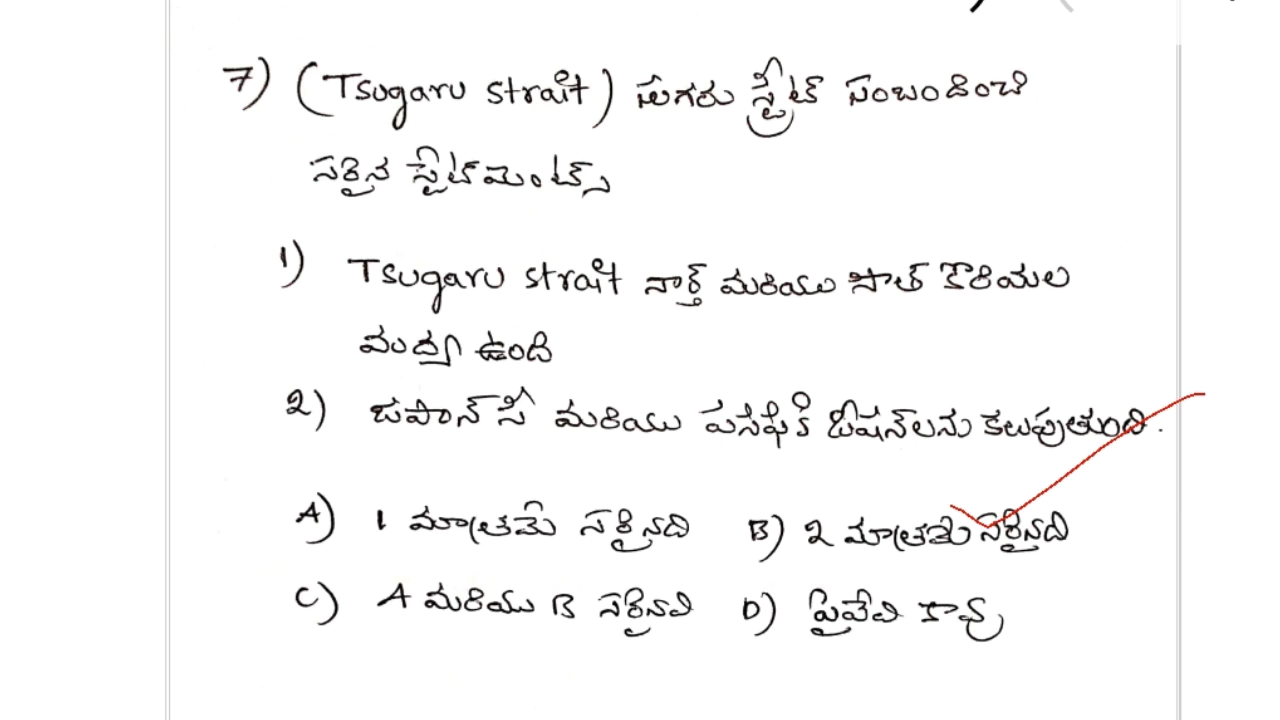 7) (Tsugaru strait) సుగరు స్ట్రైట్ సంబందించి
సరైన స్టేట్‌మెంట్స్
1) Tsugaru strait నార్త్ మరియు సౌత్ కొరియల
మద్య ఉంది
2) జపాన్ సీ మరియు పసిఫిక్ ఓషన్‌లను కలుపుతుంది.
A) 1 మాత్రమే సరైనది B) 2 మాత్రమే సరైనది
C) A మరియు B సరైనవి D) పైవేవి కావు